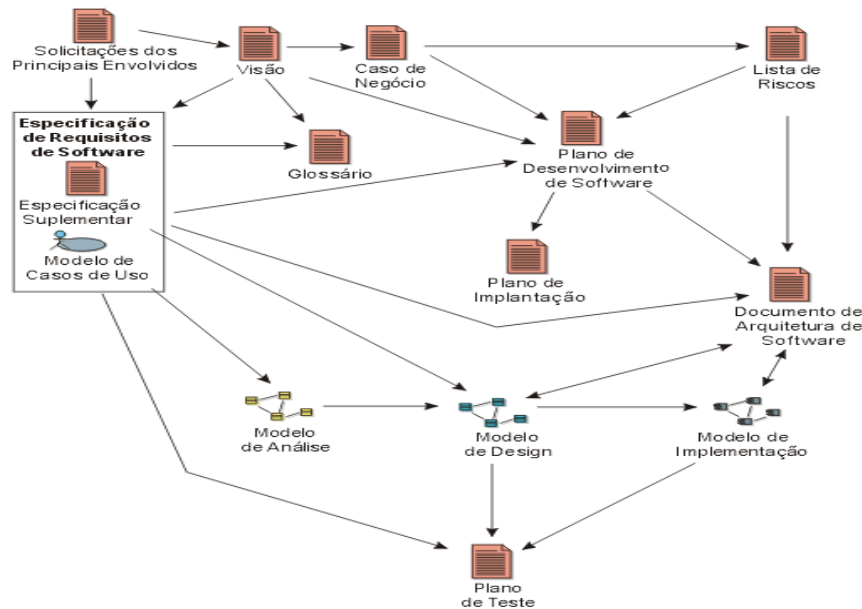 Solicitações dos
Principais Envolvidos
Visão
Caso de
Negócio
Lista de
Riscos
Especificação
de Requisitos
de Software
Especificação
Suplementar
Modelo de
Casos de Uso
Glossário
Plano de
Desenvolvimento
de Software
Plano de
Implantação
Documento de
Arquitetura de
Software
Modelo
de Análise
Modelo
de Design
Modelo de
Implementação
Plano
de Teste